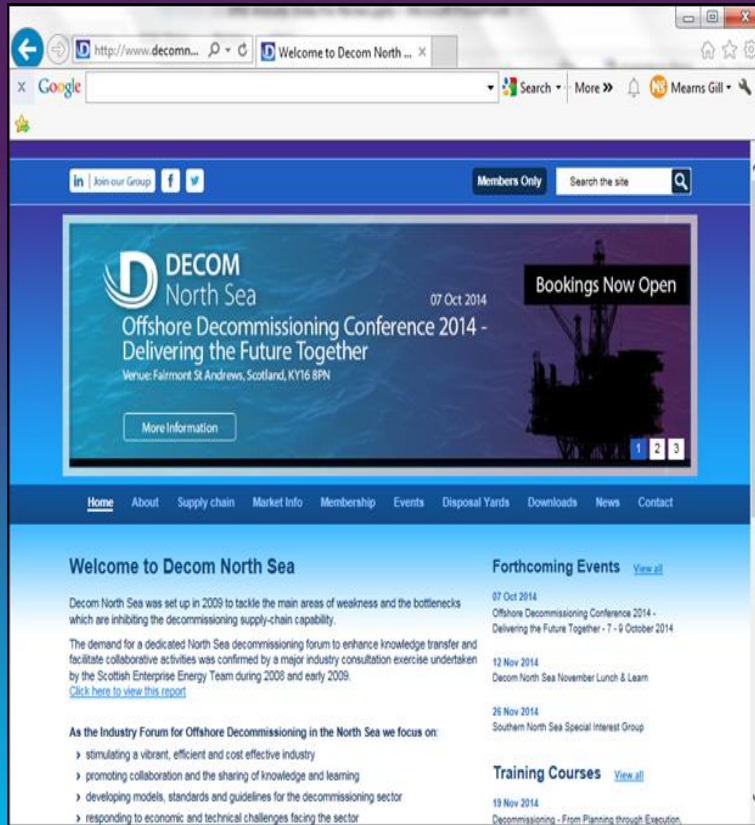 http://www.decomn...
Welcome to Decom North ...
x Google
Search
More »
Mearns Gill
in Join our Group
f
Members Only
Search the site
DECOM
North Sea
07 Oct 2014
Bookings Now Open
Offshore Decommissioning Conference 2014 -
Delivering the Future Together
Venue: Fairmont St Andrews, Scotland, KY16 8PN
More Information
1 2 3
Home About Supply chain Market Info Membership Events Disposal Yards Downloads News Contact
Welcome to Decom North Sea
Decom North Sea was set up in 2009 to tackle the main areas of weakness and the bottlenecks
which are inhibiting the decommissioning supply-chain capability.
The demand for a dedicated North Sea decommissioning forum to enhance knowledge transfer and
facilitate collaborative activities was confirmed by a major industry consultation exercise undertaken
by the Scottish Enterprise Energy Team during 2008 and early 2009.
Click here to view this report
As the Industry Forum for Offshore Decommissioning in the North Sea we focus on:
› stimulating a vibrant, efficient and cost effective industry
› promoting collaboration and the sharing of knowledge and learning
› developing models, standards and guidelines for the decommissioning sector
› responding to economic and technical challenges facing the sector
Forthcoming Events View all
07 Oct 2014
Offshore Decommissioning Conference 2014 -
Delivering the Future Together - 7 - 9 October 2014
12 Nov 2014
Decom North Sea November Lunch & Learn
26 Nov 2014
Southern North Sea Special Interest Group
Training Courses View all
19 Nov 2014
Decommissioning - From Planning through Execution,